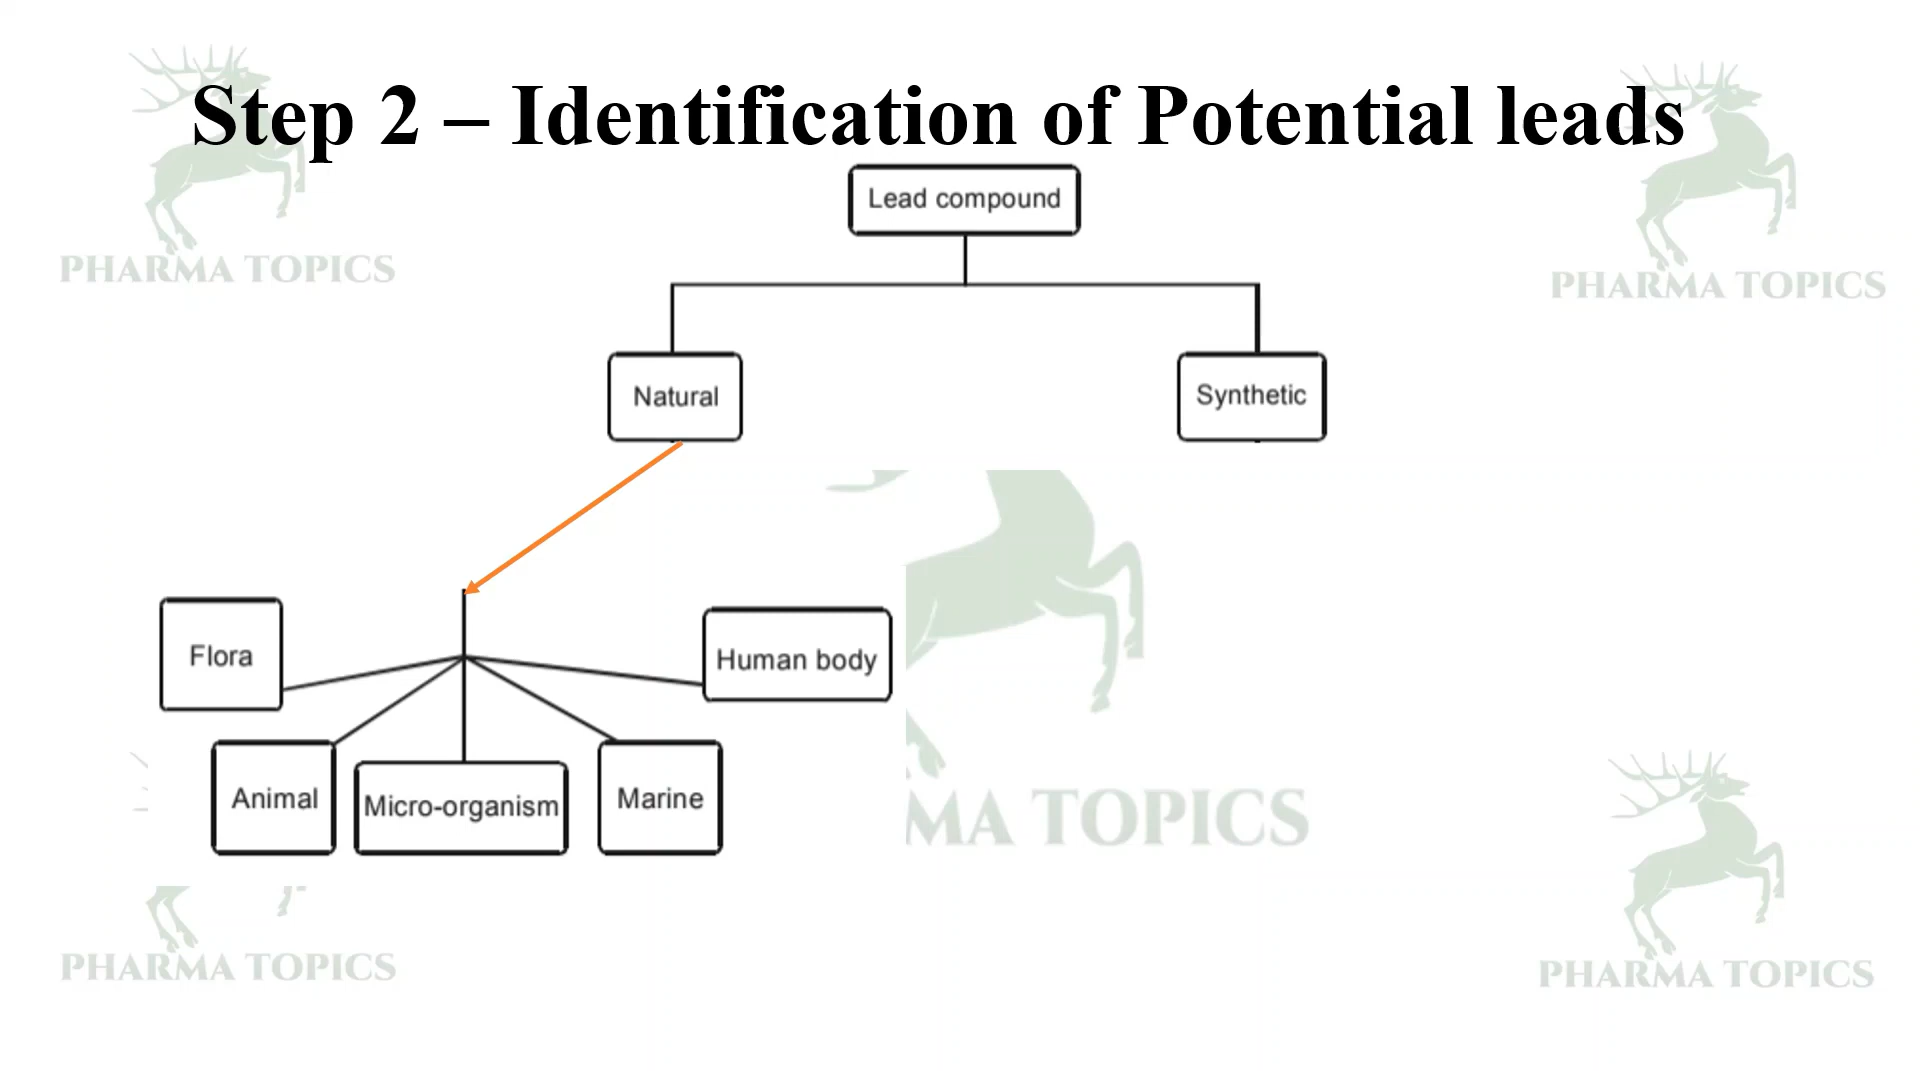 Step 2 – Identification of Potential leads
Lead compound
PHARMA TOPICS
PHARMA TOPICS
Natural
Synthetic
Flora
Human body
Animal
Micro-organism
Marine
MA TOPICS
PHARMA TOPICS
PHARMA TOPICS